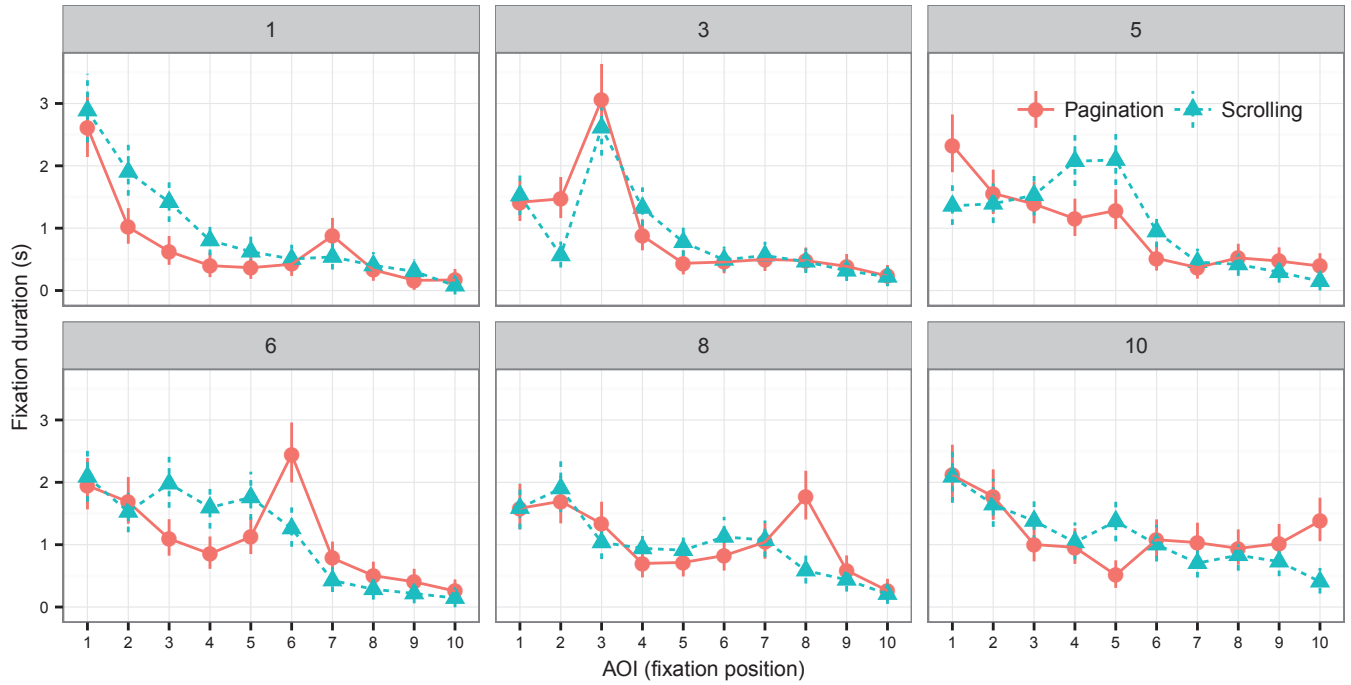 1 3 5
Pagination Scrolling
3
2
1
0
6 8 10
3
2
1
0
1 2 3 4 5 6 7 8 9 10 1 2 3 4 5 6 7 8 9 10 1 2 3 4 5 6 7 8 9 10
AOI (fixation position)
Fixation duration (s)